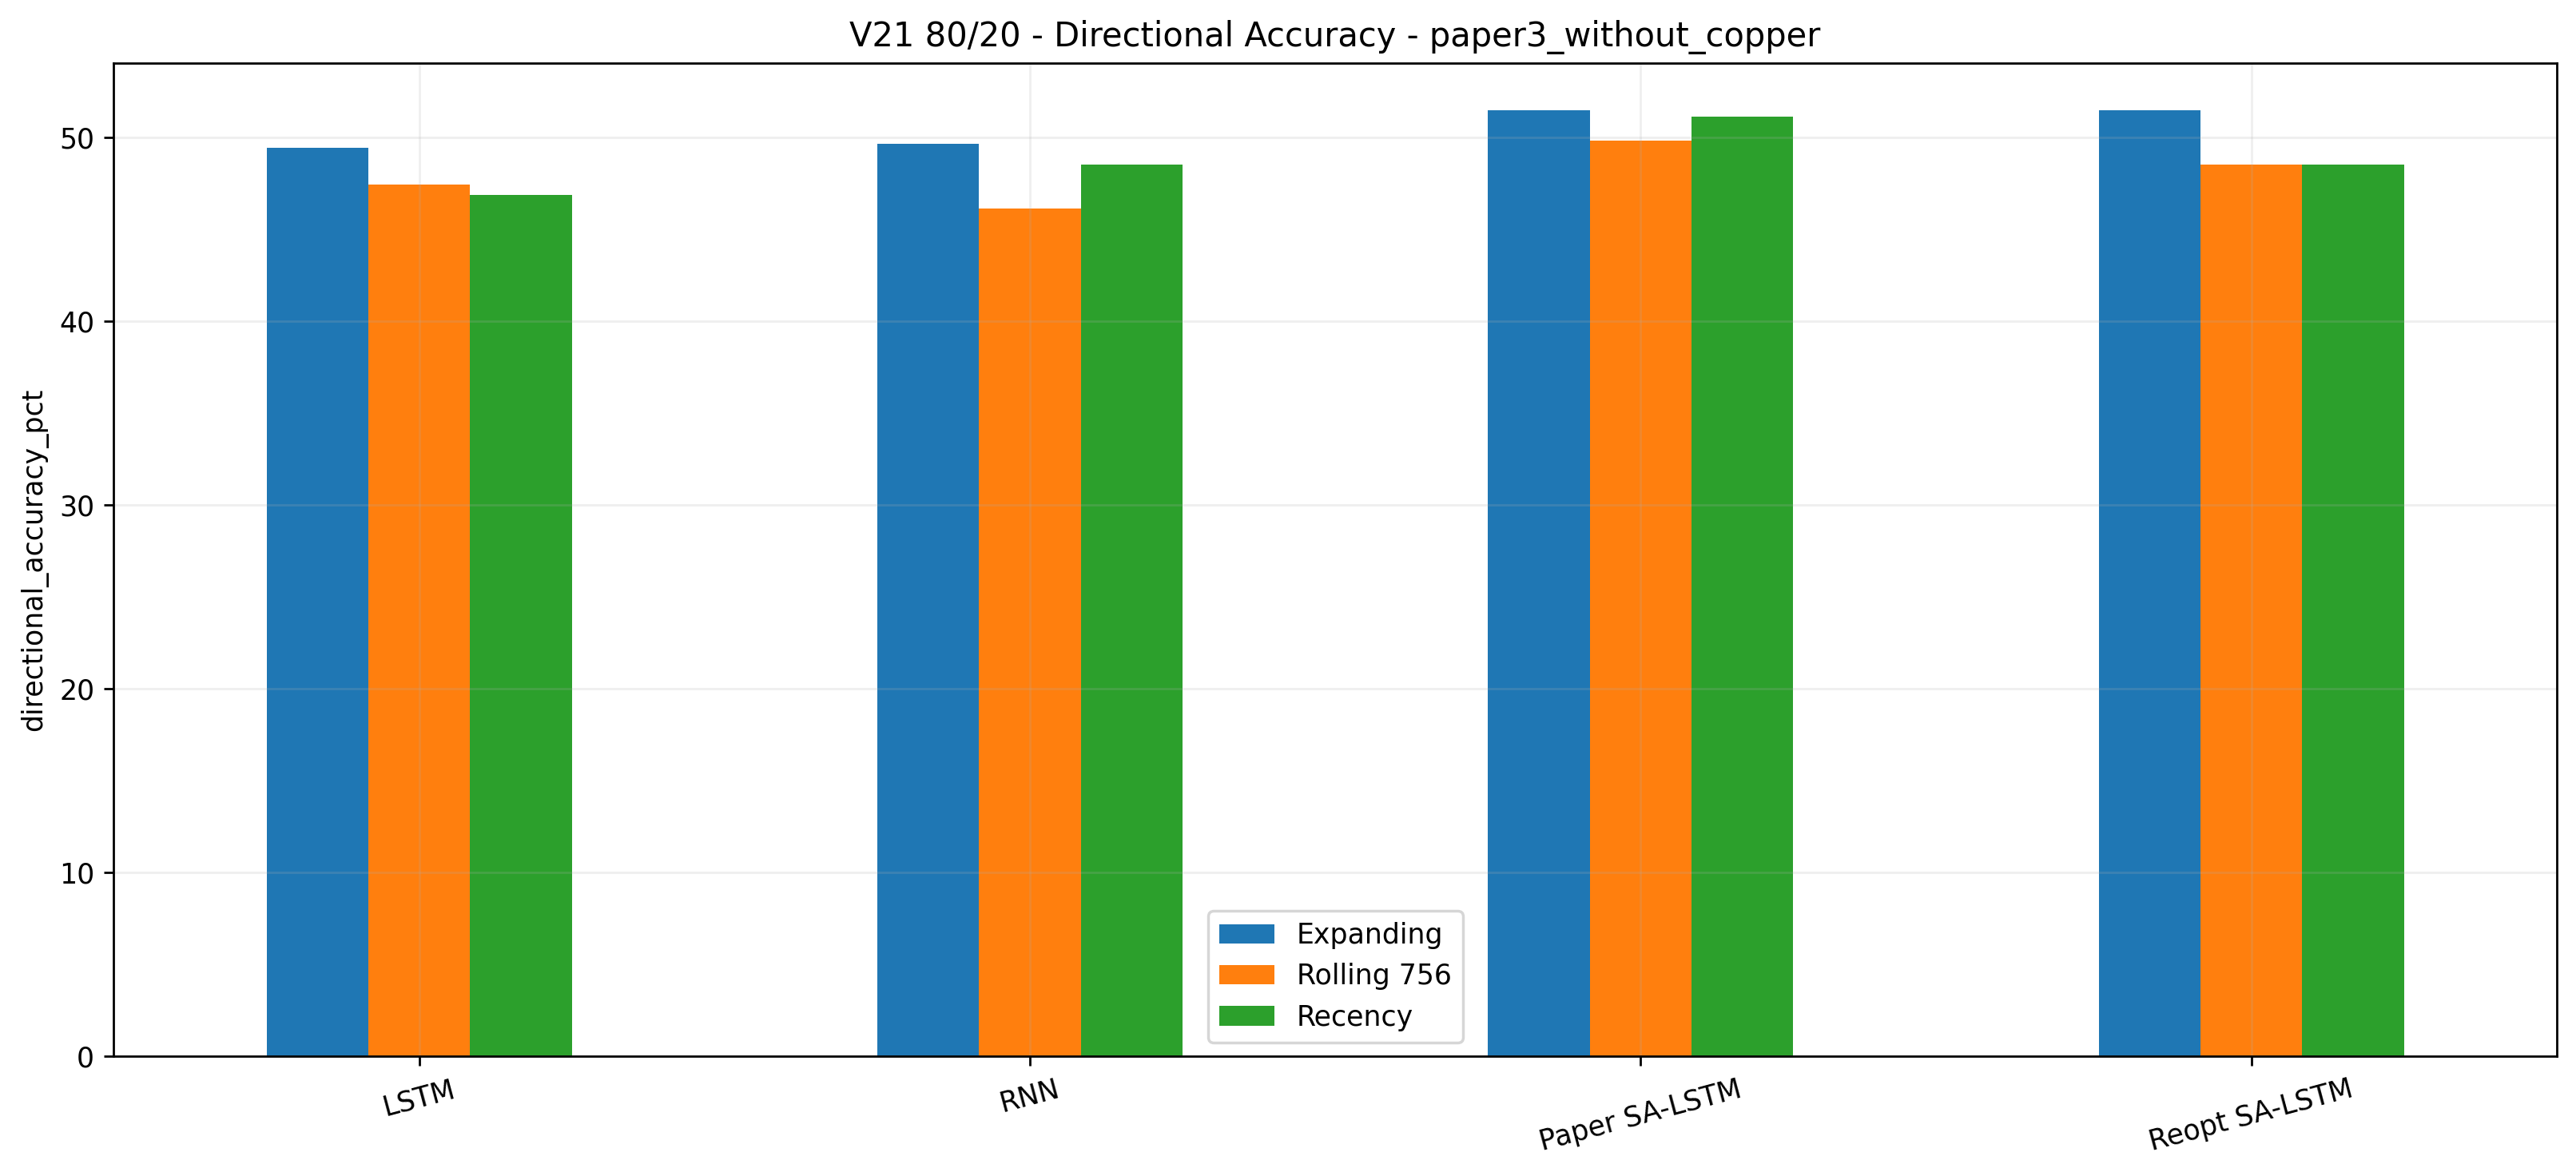 V21 80/20 - Directional Accuracy - paper3_without_copper
directional_accuracy_pct
50
40
30
20
10
0
Expanding
Rolling 756
Recency
LSTM
RNN
Paper SA-LSTM
Reopt SA-LSTM